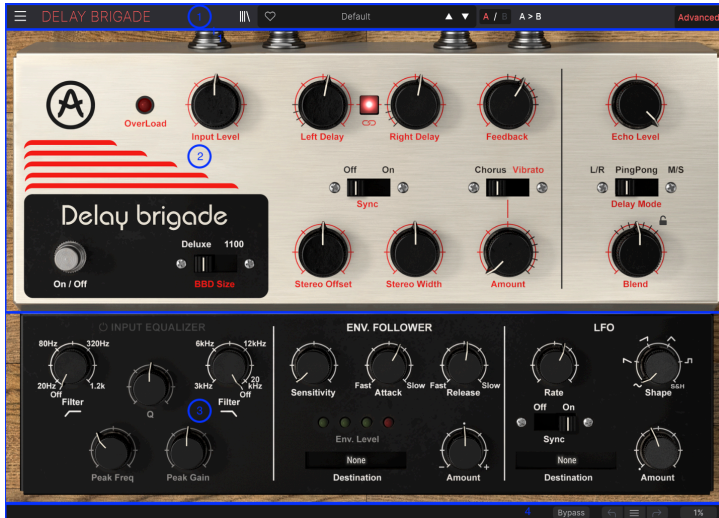 DELAY BRIGADE 1 Default A / B A > B Advanced
OverLoad Input Level Left Delay Right Delay Feedback Echo Level
2
Off On Chorus Vibrato L/R PingPong M/S
Sync Delay Mode
Delay brigade
Deluxe 1100
On / Off BBD Size Stereo Offset Stereo Width Amount Blend
INPUT EQUALIZER ENV. FOLLOWER LFO
80Hz 320Hz 6kHz 12kHz
20Hz Off 1.2k 3kHz 20 kHz Off
Filter Q Filter
Sensitivity Fast Attack Slow Fast Release Slow Rate Shape S&H
3
Off On
Env. Level Sync
None None
Peak Freq Peak Gain Destination - Amount + Destination Amount
4 Bypass 1%